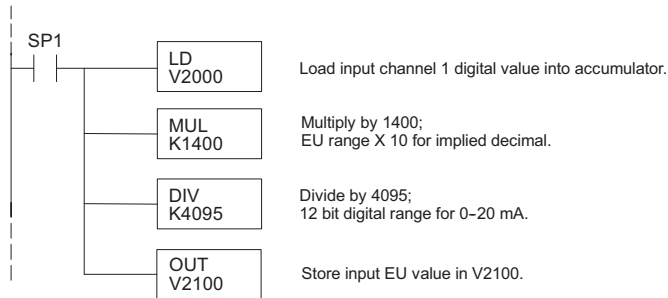 SP1
LD
V2000
Load input channel 1 digital value into accumulator.
MUL
K1400
Multiply by 1400;
EU range X 10 for implied decimal.
DIV
K4095
Divide by 4095;
12 bit digital range for 0-20 mA.
OUT
V2100
Store input EU value in V2100.